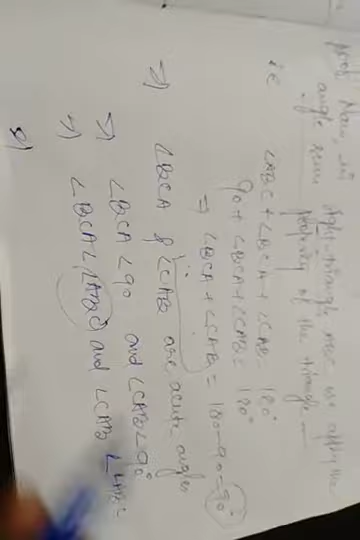 proof Now, in right triangle ABC we apply the
angle sum property of the triangle —
i.e ∠ABC + ∠BCA + ∠CAB = 180°
90 + ∠BCA + ∠CAB = 180°
⇒ ∠BCA + ∠CAB = 180 - 90 = 90°
⇒ ∠BCA & ∠CAB are acute angles
⇒ ∠BCA < 90 and ∠CAB < 90°
⇒ ∠BCA < ∠ABC and ∠CAB < ∠ABC